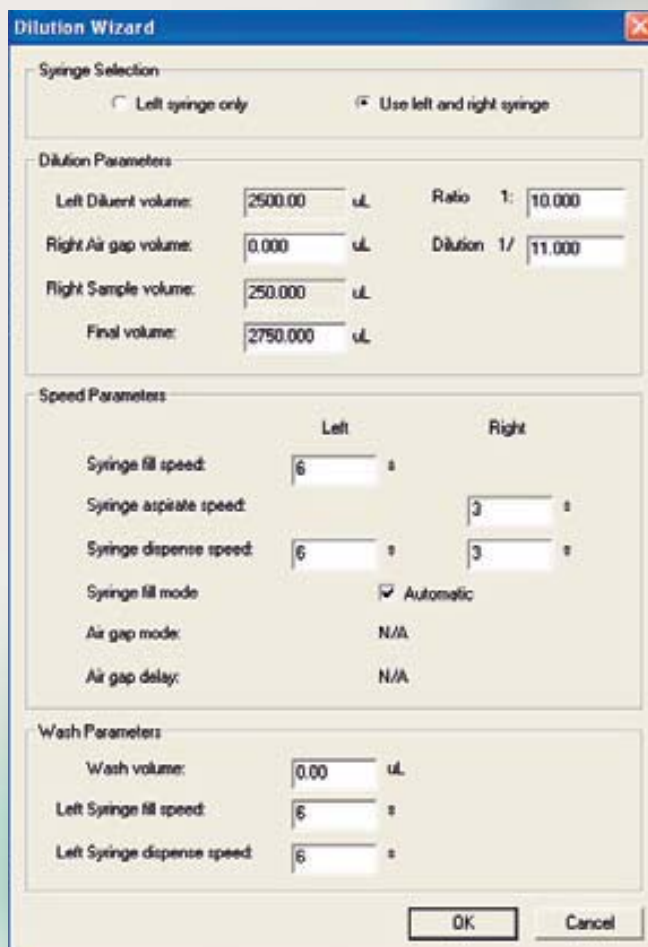 Dilution Wizard
Syringe Selection
Left syringe only Use left and right syringe
Dilution Parameters
Left Diluent volume: 2500.00 uL Ratio 1: 10.000
Right Air gap volume: 0.000 uL Dilution 1/ 11.000
Right Sample volume: 250.000 uL
Final volume: 2750.000 uL
Speed Parameters
Left Right
Syringe fill speed: 6 s
Syringe aspirate speed: 3 s
Syringe dispense speed: 6 s 3 s
Syringe fill mode Automatic
Air gap mode: N/A
Air gap delay: N/A
Wash Parameters
Wash volume: 0.00 uL
Left Syringe fill speed: 6 s
Left Syringe dispense speed: 6 s
OK Cancel